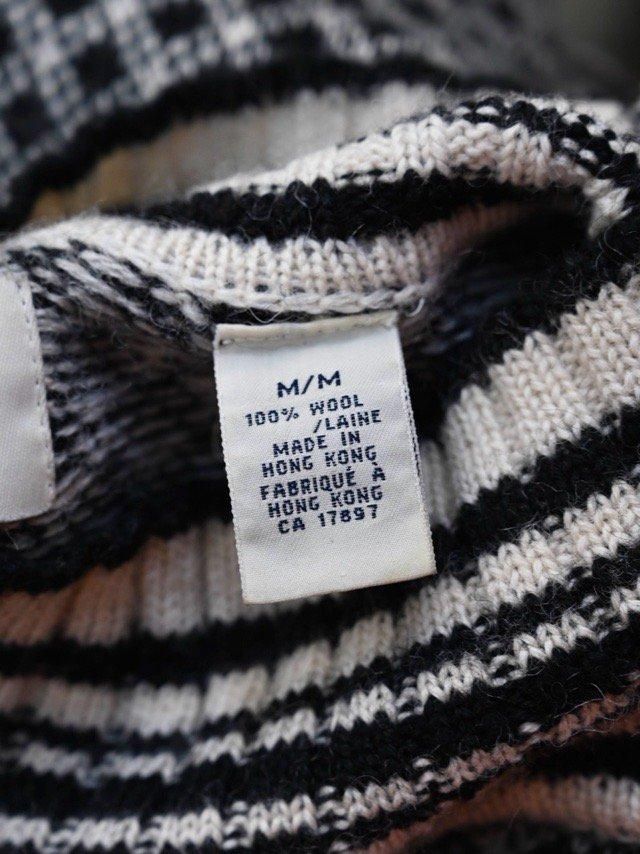 M/M
100% WOOL
/LAINE
MADE IN
HONG KONG
FABRIQUÉ À
HONG KONG
CA 17897